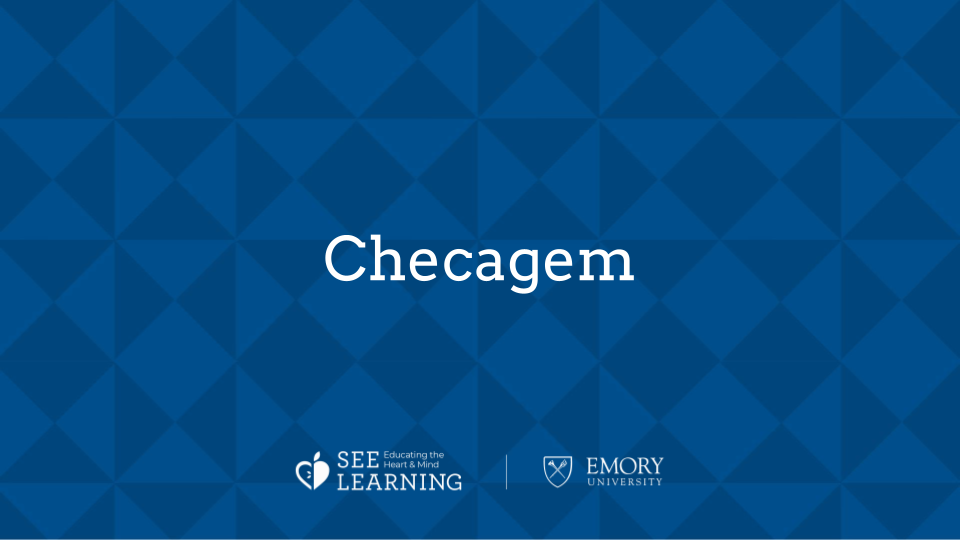 Checagem
SEE Educating the
Heart & Mind
LEARNING
EMORY
UNIVERSITY